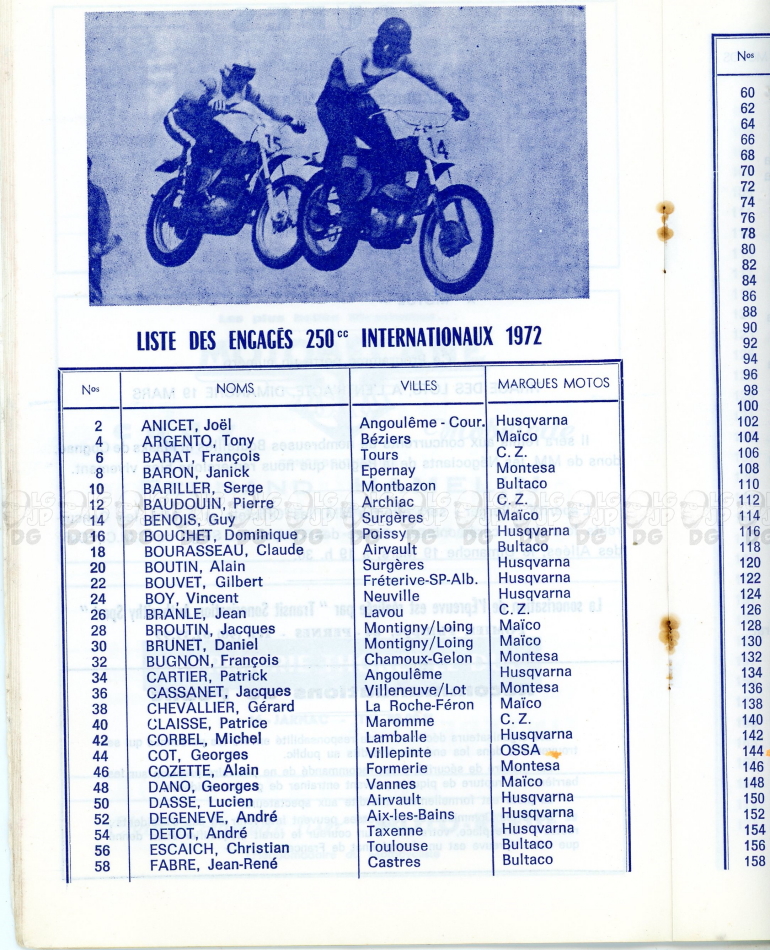 15
14
LISTE DES ENGAGÉS 250cc INTERNATIONAUX 1972
Nos NOMS VILLES MARQUES MOTOS
2 ANICET, Joël Angoulême - Cour. Husqvarna
4 ARGENTO, Tony Béziers Maïco
6 BARAT, François Tours C. Z.
8 BARON, Janick Epernay Montesa
10 BARILLER, Serge Montbazon Bultaco
12 BAUDOUIN, Pierre Archiac C. Z.
14 BENOIS, Guy Surgères Maïco
16 BOUCHET, Dominique Poissy Husqvarna
18 BOURASSEAU, Claude Airvault Bultaco
20 BOUTIN, Alain Surgères Husqvarna
22 BOUVET, Gilbert Fréterive-SP-Alb. Husqvarna
24 BOY, Vincent Neuville Husqvarna
26 BRANLE, Jean Lavou C. Z.
28 BROUTIN, Jacques Montigny/Loing Maïco
30 BRUNET, Daniel Montigny/Loing Maïco
32 BUGNON, François Chamoux-Gelon Montesa
34 CARTIER, Patrick Angoulême Husqvarna
36 CASSANET, Jacques Villeneuve/Lot Montesa
38 CHEVALLIER, Gérard La Roche-Féron Maïco
40 CLAISSE, Patrice Maromme C. Z.
42 CORBEL, Michel Lamballe Husqvarna
44 COT, Georges Villepinte OSSA
46 COZETTE, Alain Formerie Montesa
48 DANO, Georges Vannes Maïco
50 DASSE, Lucien Airvault Husqvarna
52 DEGENEVE, André Aix-les-Bains Husqvarna
54 DETOT, André Taxenne Husqvarna
56 ESCAICH, Christian Toulouse Bultaco
58 FABRE, Jean-René Castres Bultaco
Nos
60
62
64
66
68
70
72
74
76
78
80
82
84
86
88
90
92
94
96
98
100
102
104
106
108
110
112
114
116
118
120
122
124
126
128
130
132
134
136
138
140
142
144
146
148
150
152
154
156
158